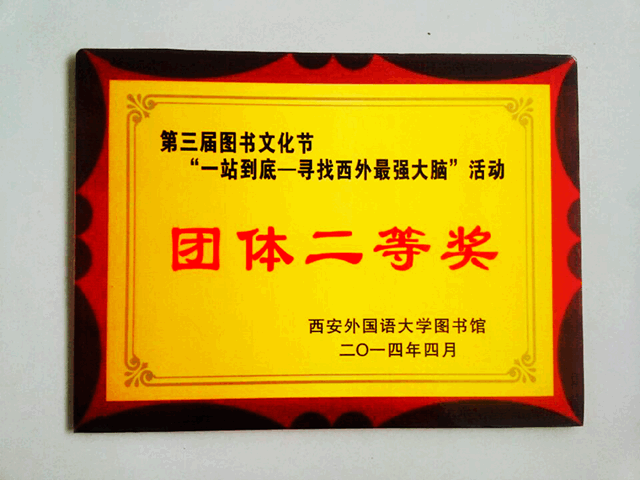 第三届图书文化节
“一站到底—寻找西外最强大脑”活动
团体二等奖
西安外国语大学图书馆
二〇一四年四月